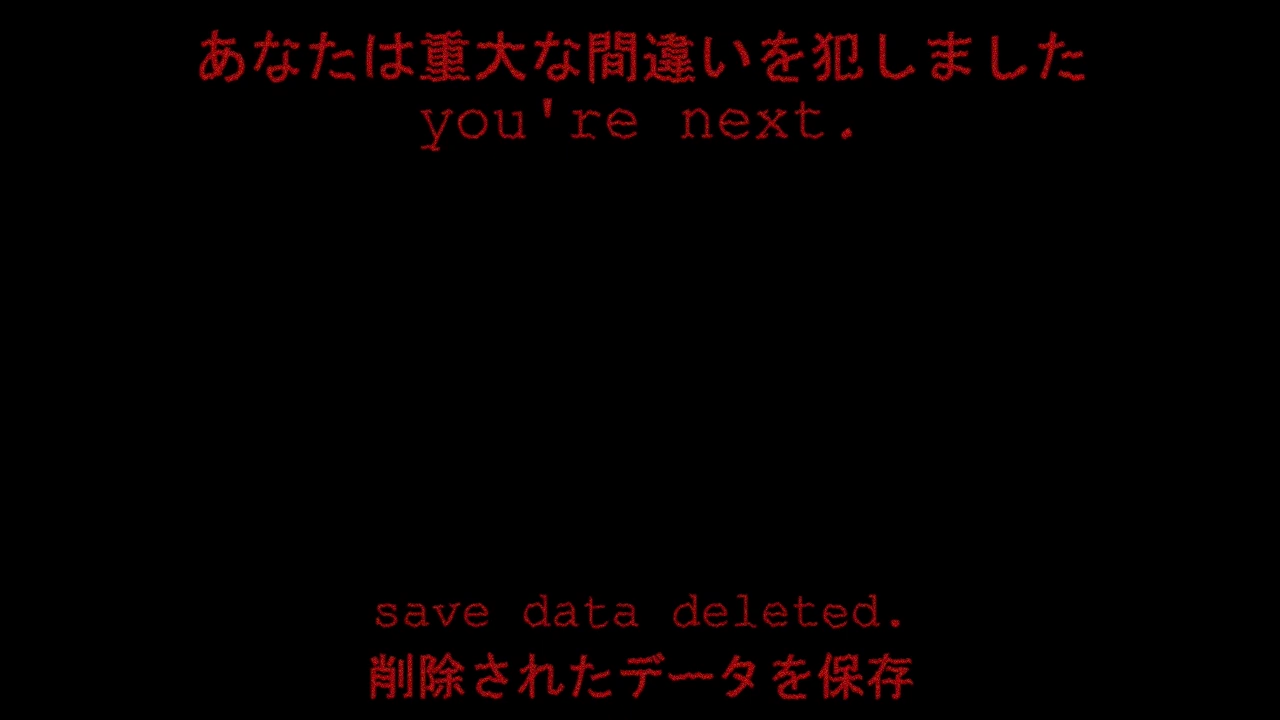 あなたは重大な間違いを犯しました
you're next.
save data deleted.
削除されたデータを保存